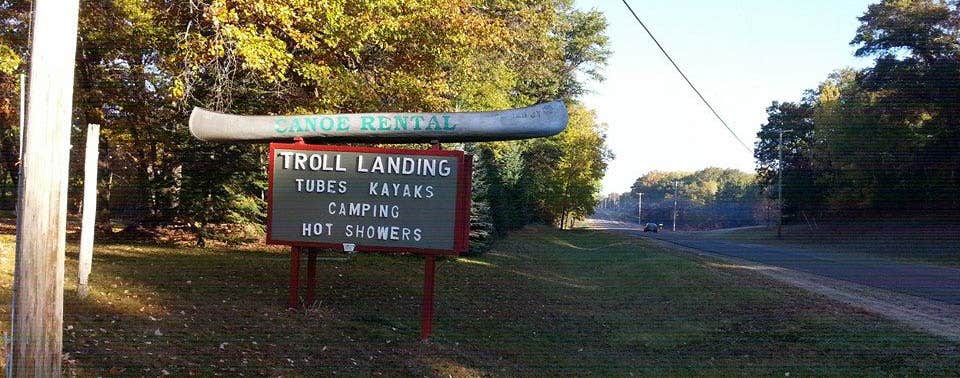 CANOE RENTAL
TROLL LANDING
TUBES KAYAKS
CAMPING
HOT SHOWERS